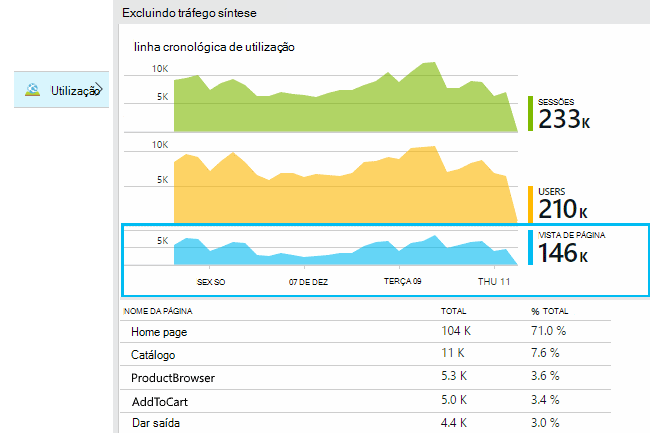 Excluindo tráfego síntese
linha cronológica de utilização
Utilização
10K
5K
SESSÕES
233K
10K
5K
USERS
210K
5K
VISTA DE PÁGINA
146K
SEX SO
07 DE DEZ
TERÇA 09
THU 11
NOME DA PÁGINA TOTAL % TOTAL
Home page 104 K 71.0 %
Catálogo 11 K 7.6 %
ProductBrowser 5.3 K 3.6 %
AddToCart 5.0 K 3.4 %
Dar saída 4.4 K 3.0 %